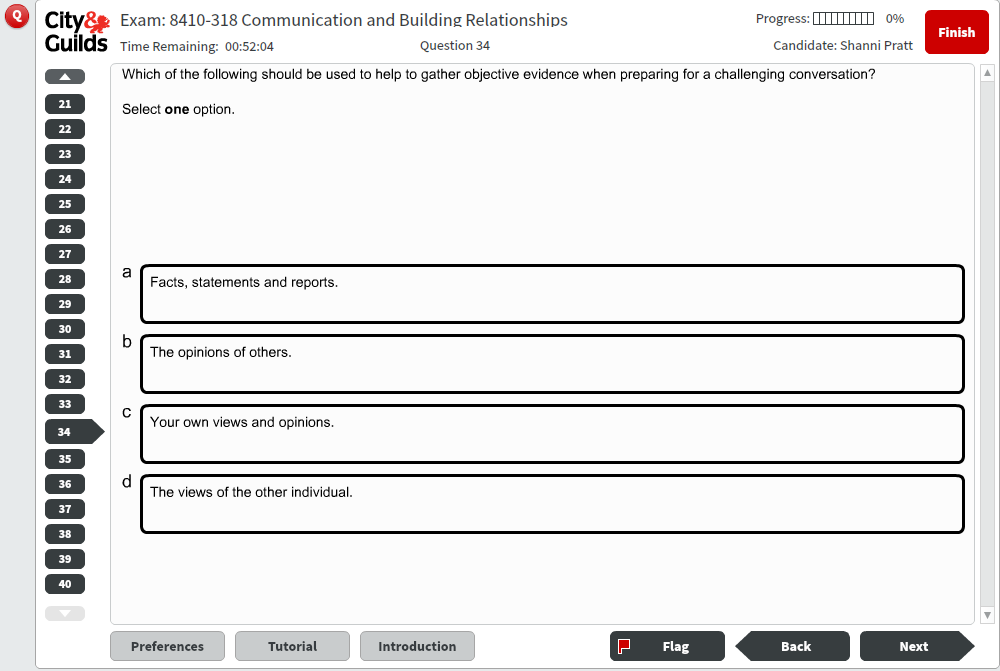 Q
City&
Guilds
Exam: 8410-318 Communication and Building Relationships
Time Remaining: 00:52:04
Question 34
Progress: 0%
Candidate: Shanni Pratt
Finish
21
22
23
24
25
26
27
28
29
30
31
32
33
34
35
36
37
38
39
40
Which of the following should be used to help to gather objective evidence when preparing for a challenging conversation?
Select one option.
a
Facts, statements and reports.
b
The opinions of others.
c
Your own views and opinions.
d
The views of the other individual.
Preferences
Tutorial
Introduction
Flag
Back
Next